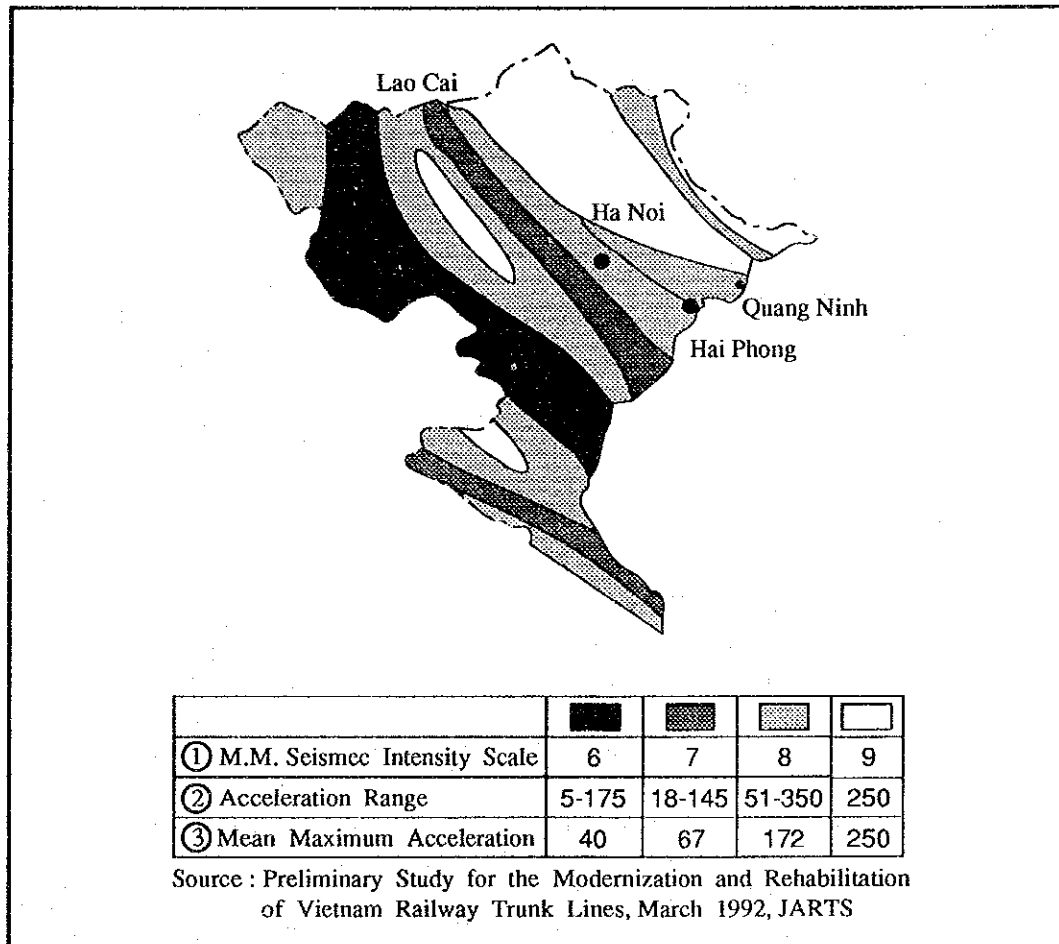 Lao Cai
Ha Noi
Quang Ninh
Hai Phong
① M.M. Seismec Intensity Scale 6 7 8 9
② Acceleration Range 5-175 18-145 51-350 250
③ Mean Maximum Acceleration 40 67 172 250
Source : Preliminary Study for the Modernization and Rehabilitation
of Vietnam Railway Trunk Lines, March 1992, JARTS